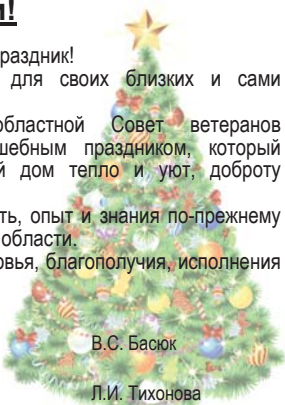 и!
раздник!
для своих близких и сами
областной Совет ветеранов
шебным праздником, который
й дом тепло и уют, доброту
ть, опыт и знания по-прежнему
области.
овья, благополучия, исполнения
В.С. Басюк
Л.И. Тихонова